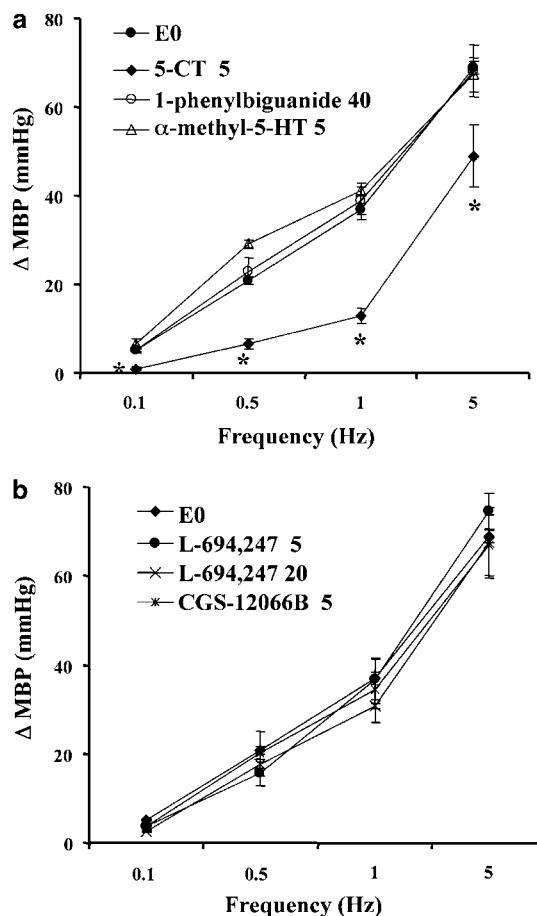 a
E0
5-CT 5
1-phenylbiguanide 40
α-methyl-5-HT 5
Δ MBP (mmHg)
80
60
40
20
0
*
*
*
*
0.1 0.5 1 5
Frequency (Hz)
b
E0
L-694,247 5
L-694,247 20
CGS-12066B 5
Δ MBP (mmHg)
80
60
40
20
0
0.1 0.5 1 5
Frequency (Hz)